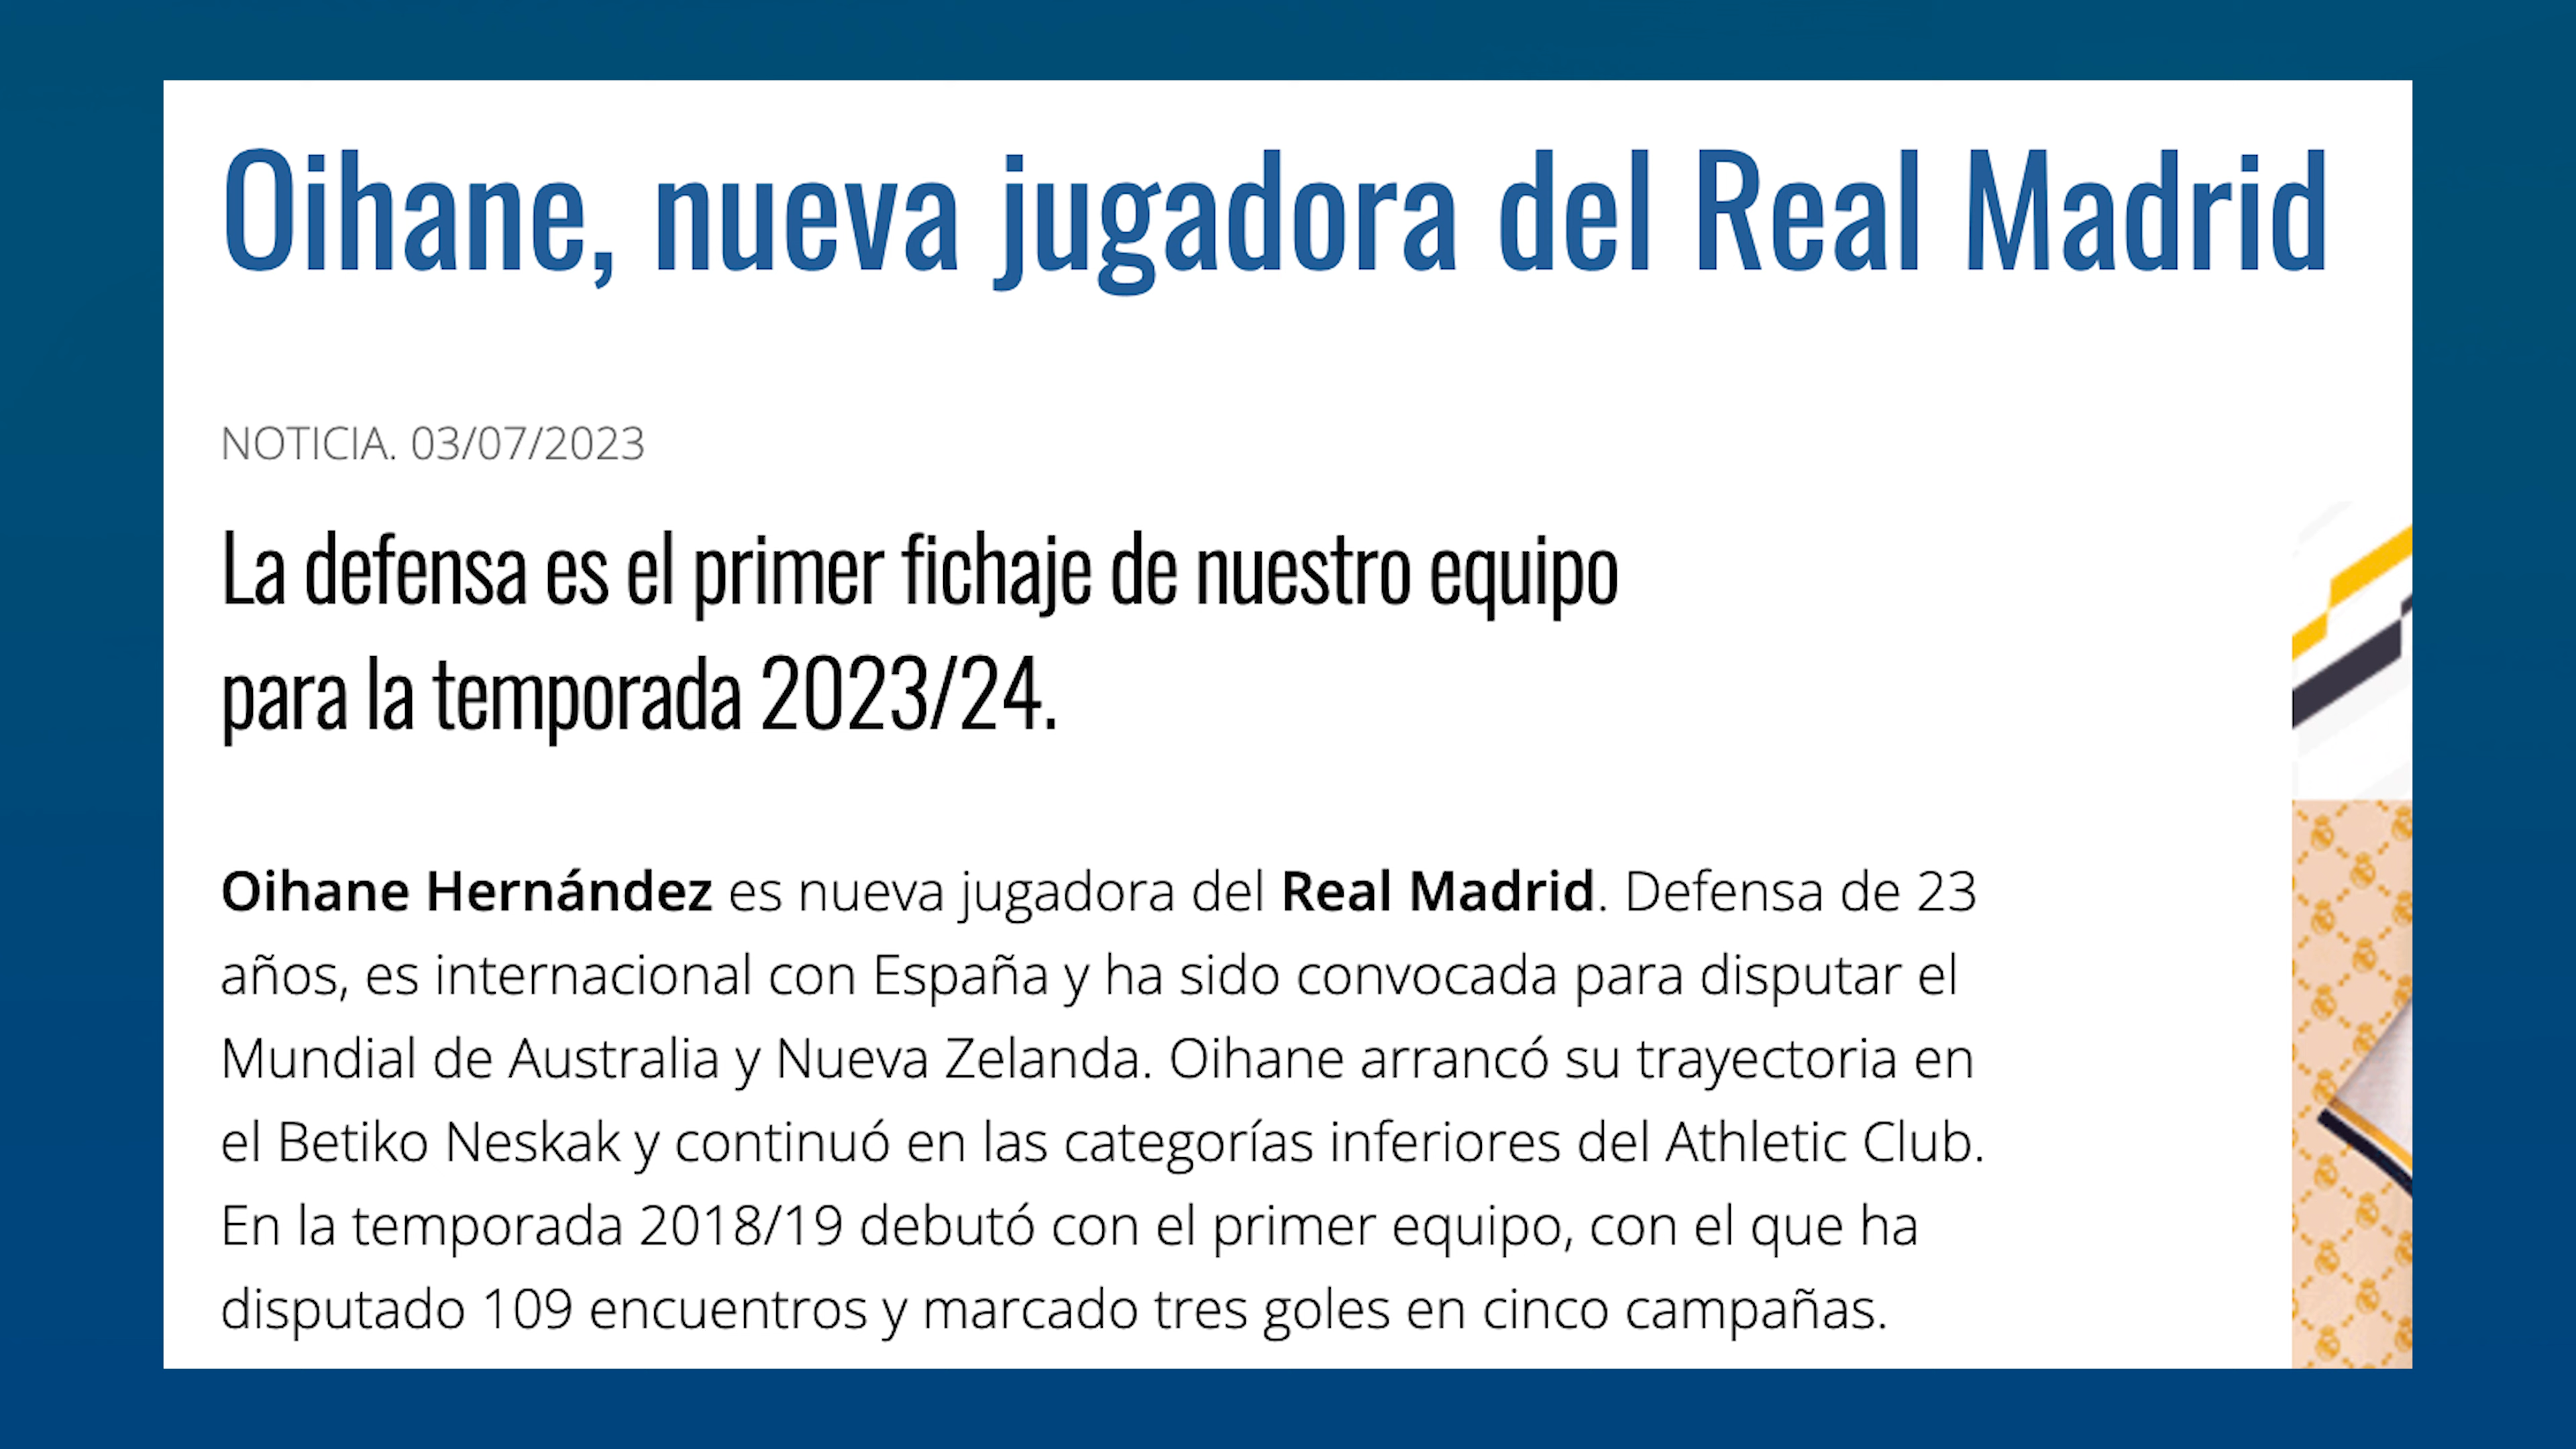 Oihane, nueva jugadora del Real Madrid
NOTICIA. 03/07/2023
La defensa es el primer fichaje de nuestro equipo
para la temporada 2023/24.
Oihane Hernández es nueva jugadora del Real Madrid. Defensa de 23
años, es internacional con España y ha sido convocada para disputar el
Mundial de Australia y Nueva Zelanda. Oihane arrancó su trayectoria en
el Betiko Neskak y continuó en las categorías inferiores del Athletic Club.
En la temporada 2018/19 debutó con el primer equipo, con el que ha
disputado 109 encuentros y marcado tres goles en cinco campañas.